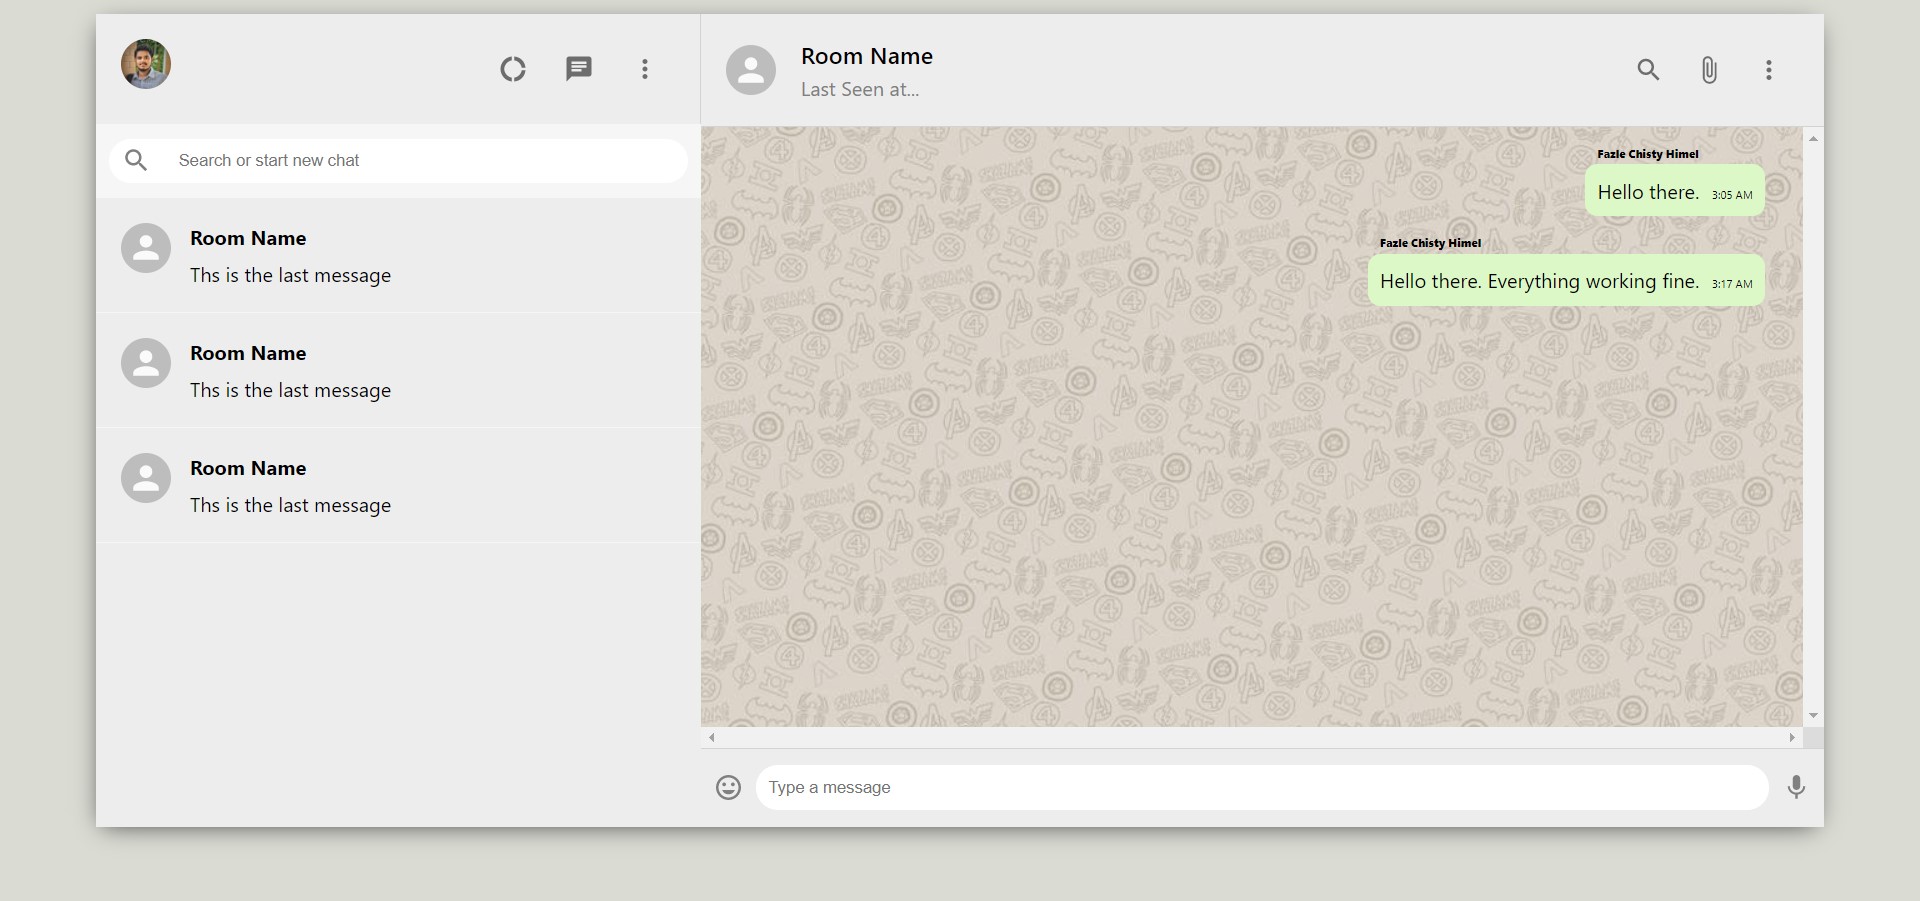 Room Name
Last Seen at...
Search or start new chat
Room Name
Ths is the last message
Room Name
Ths is the last message
Room Name
Ths is the last message
Fazle Chisty Himel
Hello there. 3:05 AM
Fazle Chisty Himel
Hello there. Everything working fine. 3:17 AM
Type a message